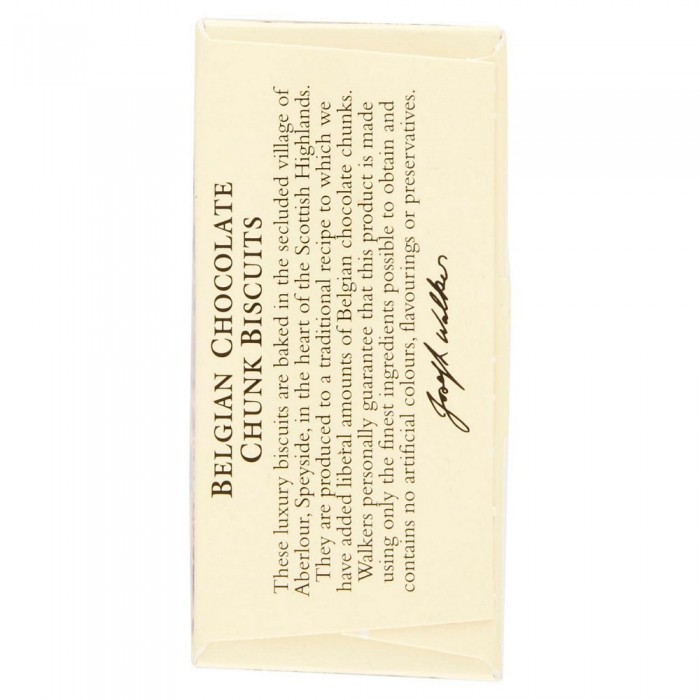 BELGIAN CHOCOLATE
CHUNK BISCUITS
These luxury biscuits are baked in the secluded village of
Aberlour, Speyside, in the heart of the Scottish Highlands.
They are produced to a traditional recipe to which we
have added liberal amounts of Belgian chocolate chunks.
Walkers personally guarantee that this product is made
using only the finest ingredients possible to obtain and
contains no artificial colours, flavourings or preservatives.
Joseph Walker